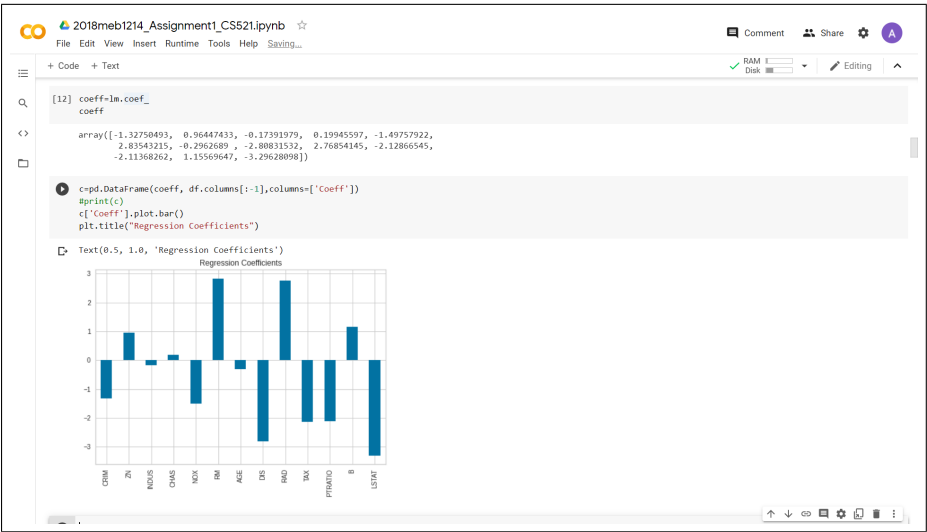 2018meb1214_Assignment1_CS521.ipynb
File Edit View Insert Runtime Tools Help Saving...
Comment Share A
+ Code + Text
RAM
Disk
Editing
[12] coeff=lm.coef_
coeff
array([-1.32750493, 0.96447433, -0.17391979, 0.19945597, -1.49757922,
2.83543215, -0.2962689 , -2.80831532, 2.76854145, -2.12866545,
-2.11368262, 1.15569647, -3.29628098])
c=pd.DataFrame(coeff, df.columns[:-1],columns=['Coeff'])
#print(c)
c['Coeff'].plot.bar()
plt.title("Regression Coefficients")
Text(0.5, 1.0, 'Regression Coefficients')
Regression Coefficients
3
2
1
0
-1
-2
-3
CRIM ZN INDUS CHAS NOX RM AGE DIS RAD TAX PTRATIO B LSTAT